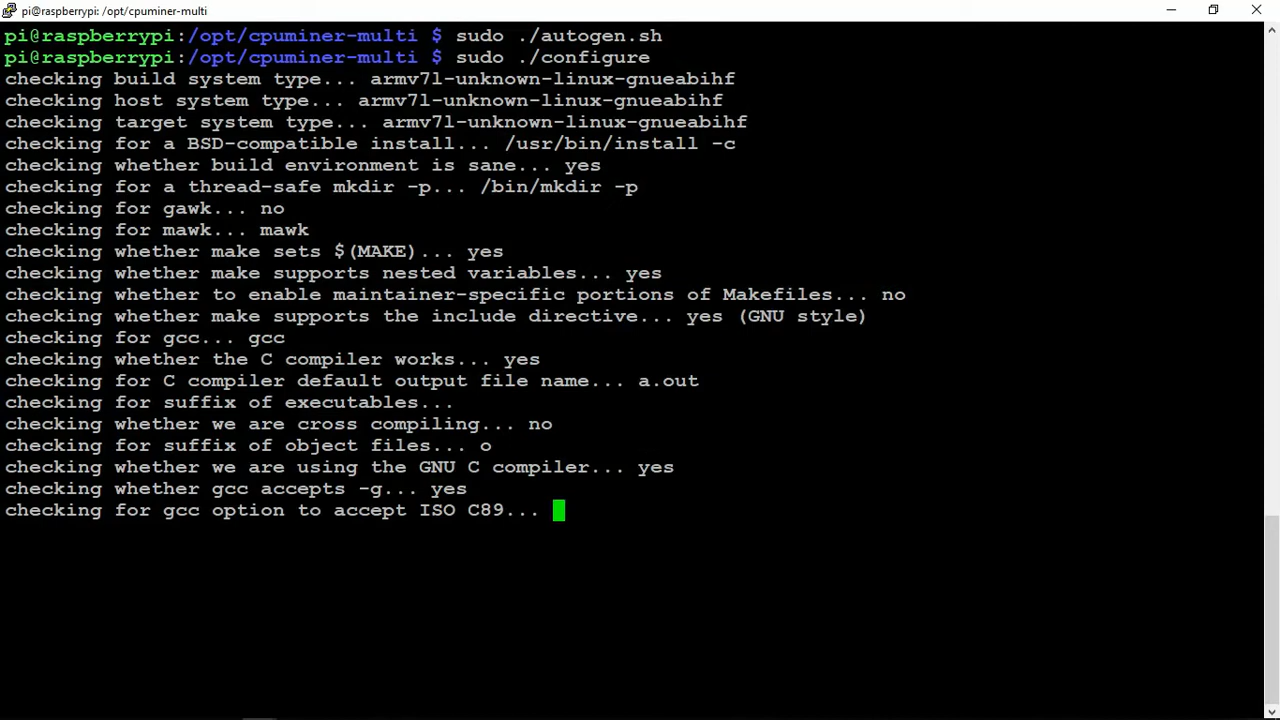 pi@raspberrypi: /opt/cpuminer-multi
pi@raspberrypi:/opt/cpuminer-multi $ sudo ./autogen.sh
pi@raspberrypi:/opt/cpuminer-multi $ sudo ./configure
checking build system type... armv7l-unknown-linux-gnueabihf
checking host system type... armv7l-unknown-linux-gnueabihf
checking target system type... armv7l-unknown-linux-gnueabihf
checking for a BSD-compatible install... /usr/bin/install -c
checking whether build environment is sane... yes
checking for a thread-safe mkdir -p... /bin/mkdir -p
checking for gawk... no
checking for mawk... mawk
checking whether make sets $(MAKE)... yes
checking whether make supports nested variables... yes
checking whether to enable maintainer-specific portions of Makefiles... no
checking whether make supports the include directive... yes (GNU style)
checking for gcc... gcc
checking whether the C compiler works... yes
checking for C compiler default output file name... a.out
checking for suffix of executables...
checking whether we are cross compiling... no
checking for suffix of object files... o
checking whether we are using the GNU C compiler... yes
checking whether gcc accepts -g... yes
checking for gcc option to accept ISO C89...